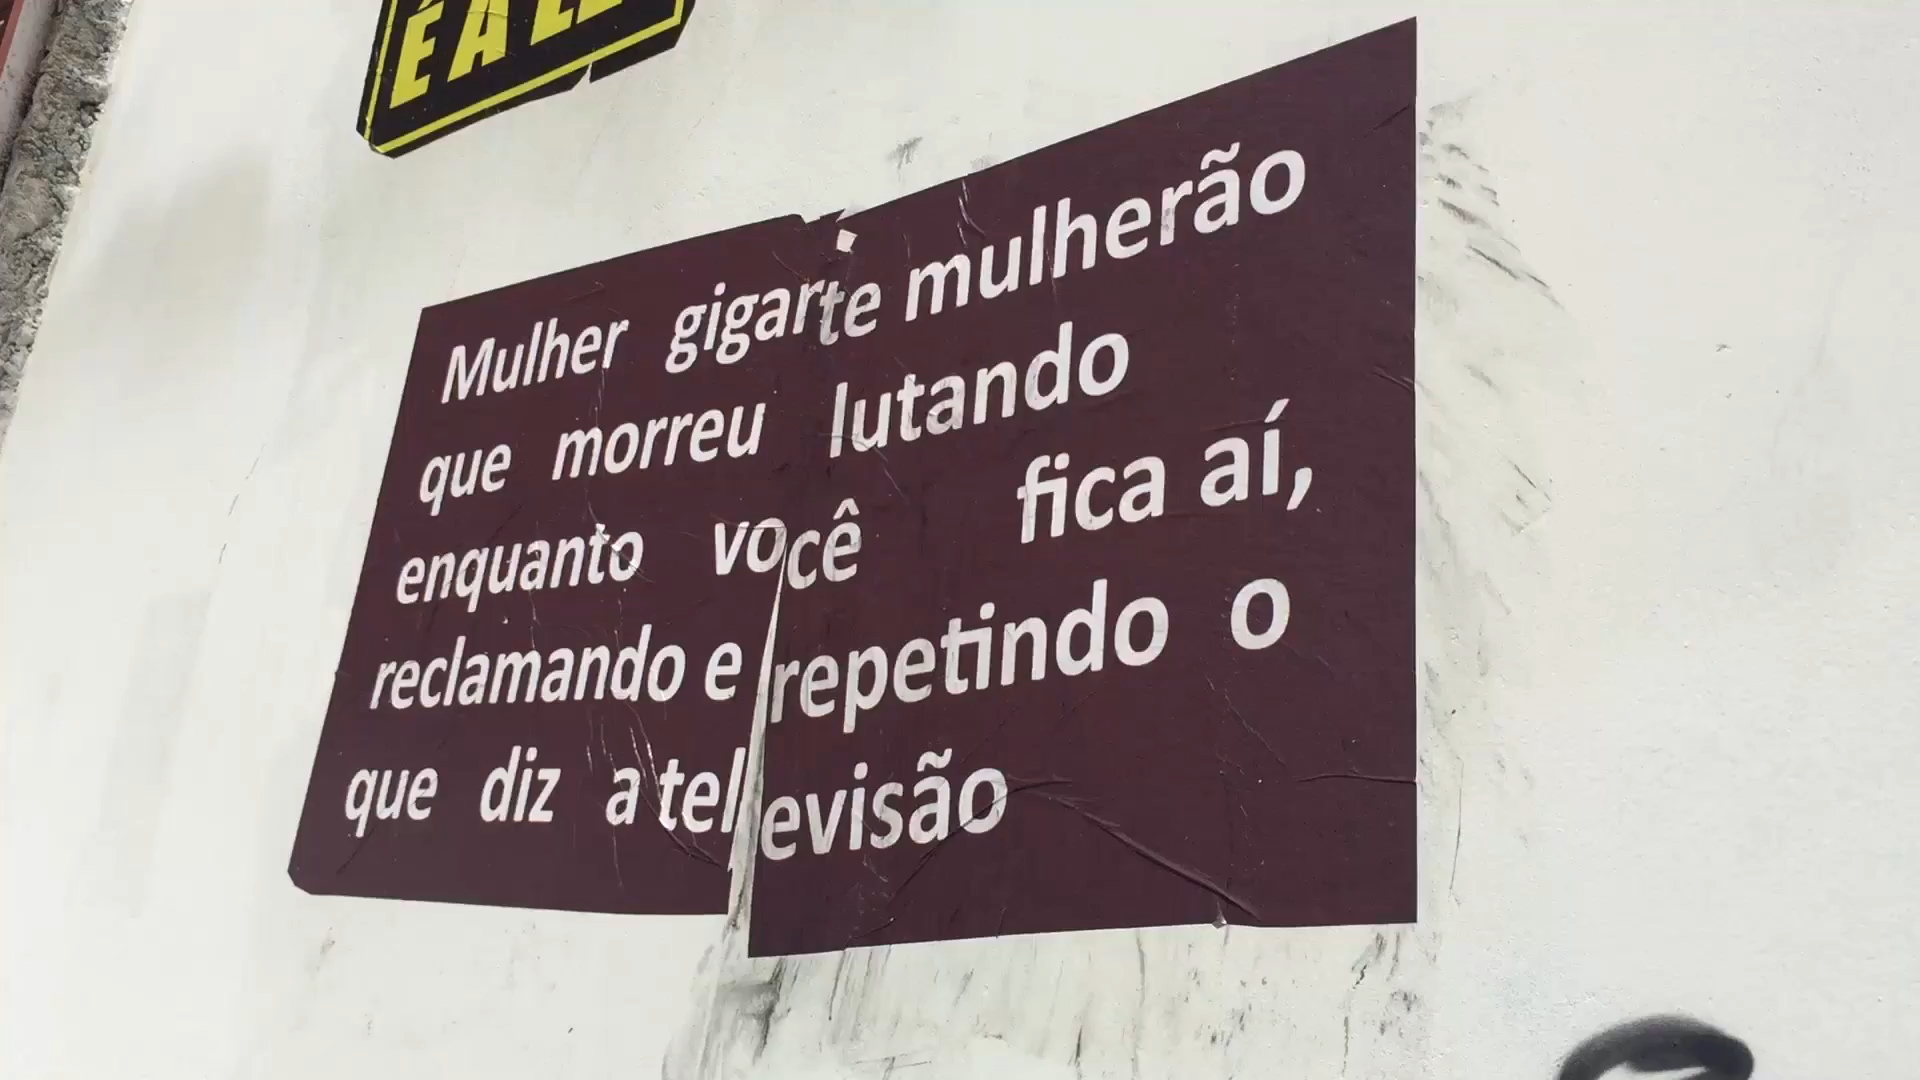 É A
Mulher gigante mulherão
que morreu lutando
enquanto você fica aí,
reclamando e repetindo o
que diz a televisão